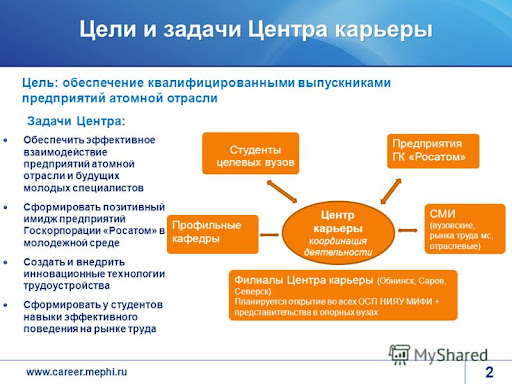 Цели и задачи Центра карьеры
Цель: обеспечение квалифицированными выпускниками
предприятий атомной отрасли
Задачи Центра:
Обеспечить эффективное
взаимодействие
предприятий атомной
отрасли и будущих
молодых специалистов
Сформировать позитивный
имидж предприятий
Госкорпорации «Росатом» в
молодежной среде
Создать и внедрить
инновационные технологии
трудоустройства
Сформировать у студентов
навыки эффективного
поведения на рынке труда
Студенты
целевых вузов
Предприятия
ГК «Росатом»
Профильные
кафедры
Центр
карьеры
координация
деятельности
СМИ
(вузовские,
рынка труда мс,
отраслевые)
Филиалы Центра карьеры (Обнинск, Саров,
Северск)
Планируется открытие во всех ОСП НИЯУ МИФИ +
представительства в опорных вузах
www.career.mephi.ru
MyShared
2